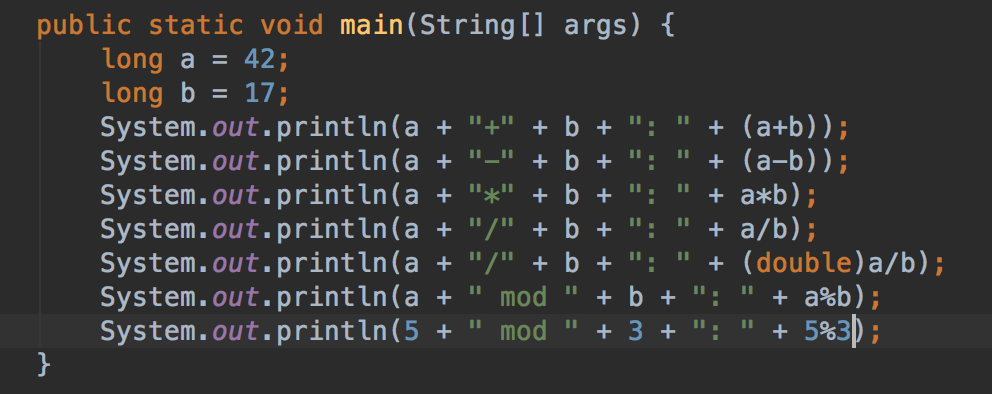 public static void main(String[] args) {
    long a = 42;
    long b = 17;
    System.out.println(a + "+" + b + ": " + (a+b));
    System.out.println(a + "-" + b + ": " + (a-b));
    System.out.println(a + "*" + b + ": " + a*b);
    System.out.println(a + "/" + b + ": " + a/b);
    System.out.println(a + "/" + b + ": " + (double)a/b);
    System.out.println(a + " mod " + b + ": " + a%b);
    System.out.println(5 + " mod " + 3 + ": " + 5%3);
}